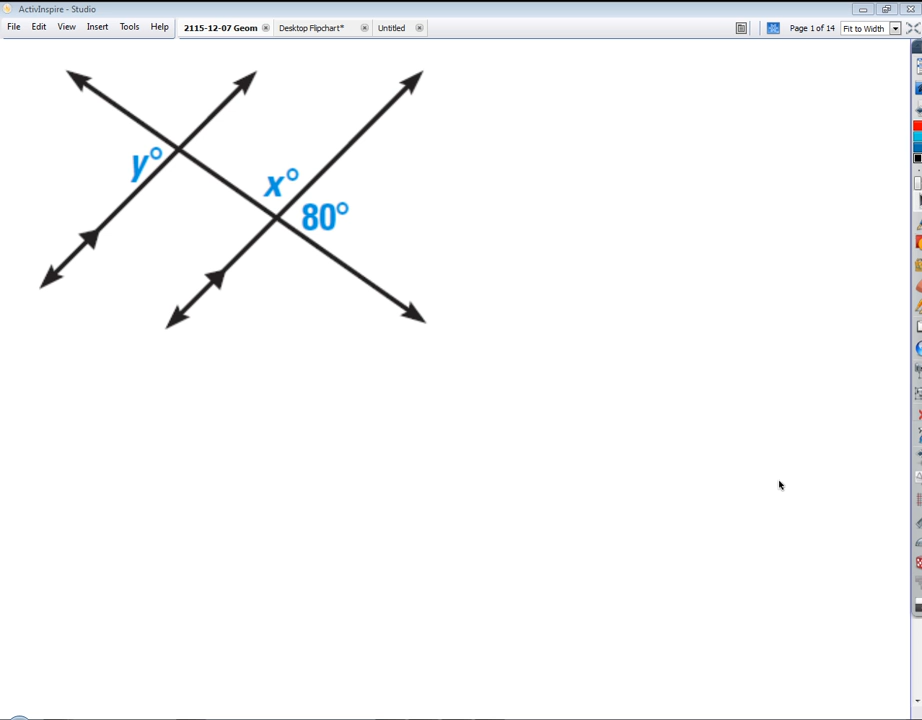 ActivInspire - Studio
File Edit View Insert Tools Help 2115-12-07 Geom Desktop Flipchart* Untitled Page 1 of 14 Fit to Width
y°
x°
80°